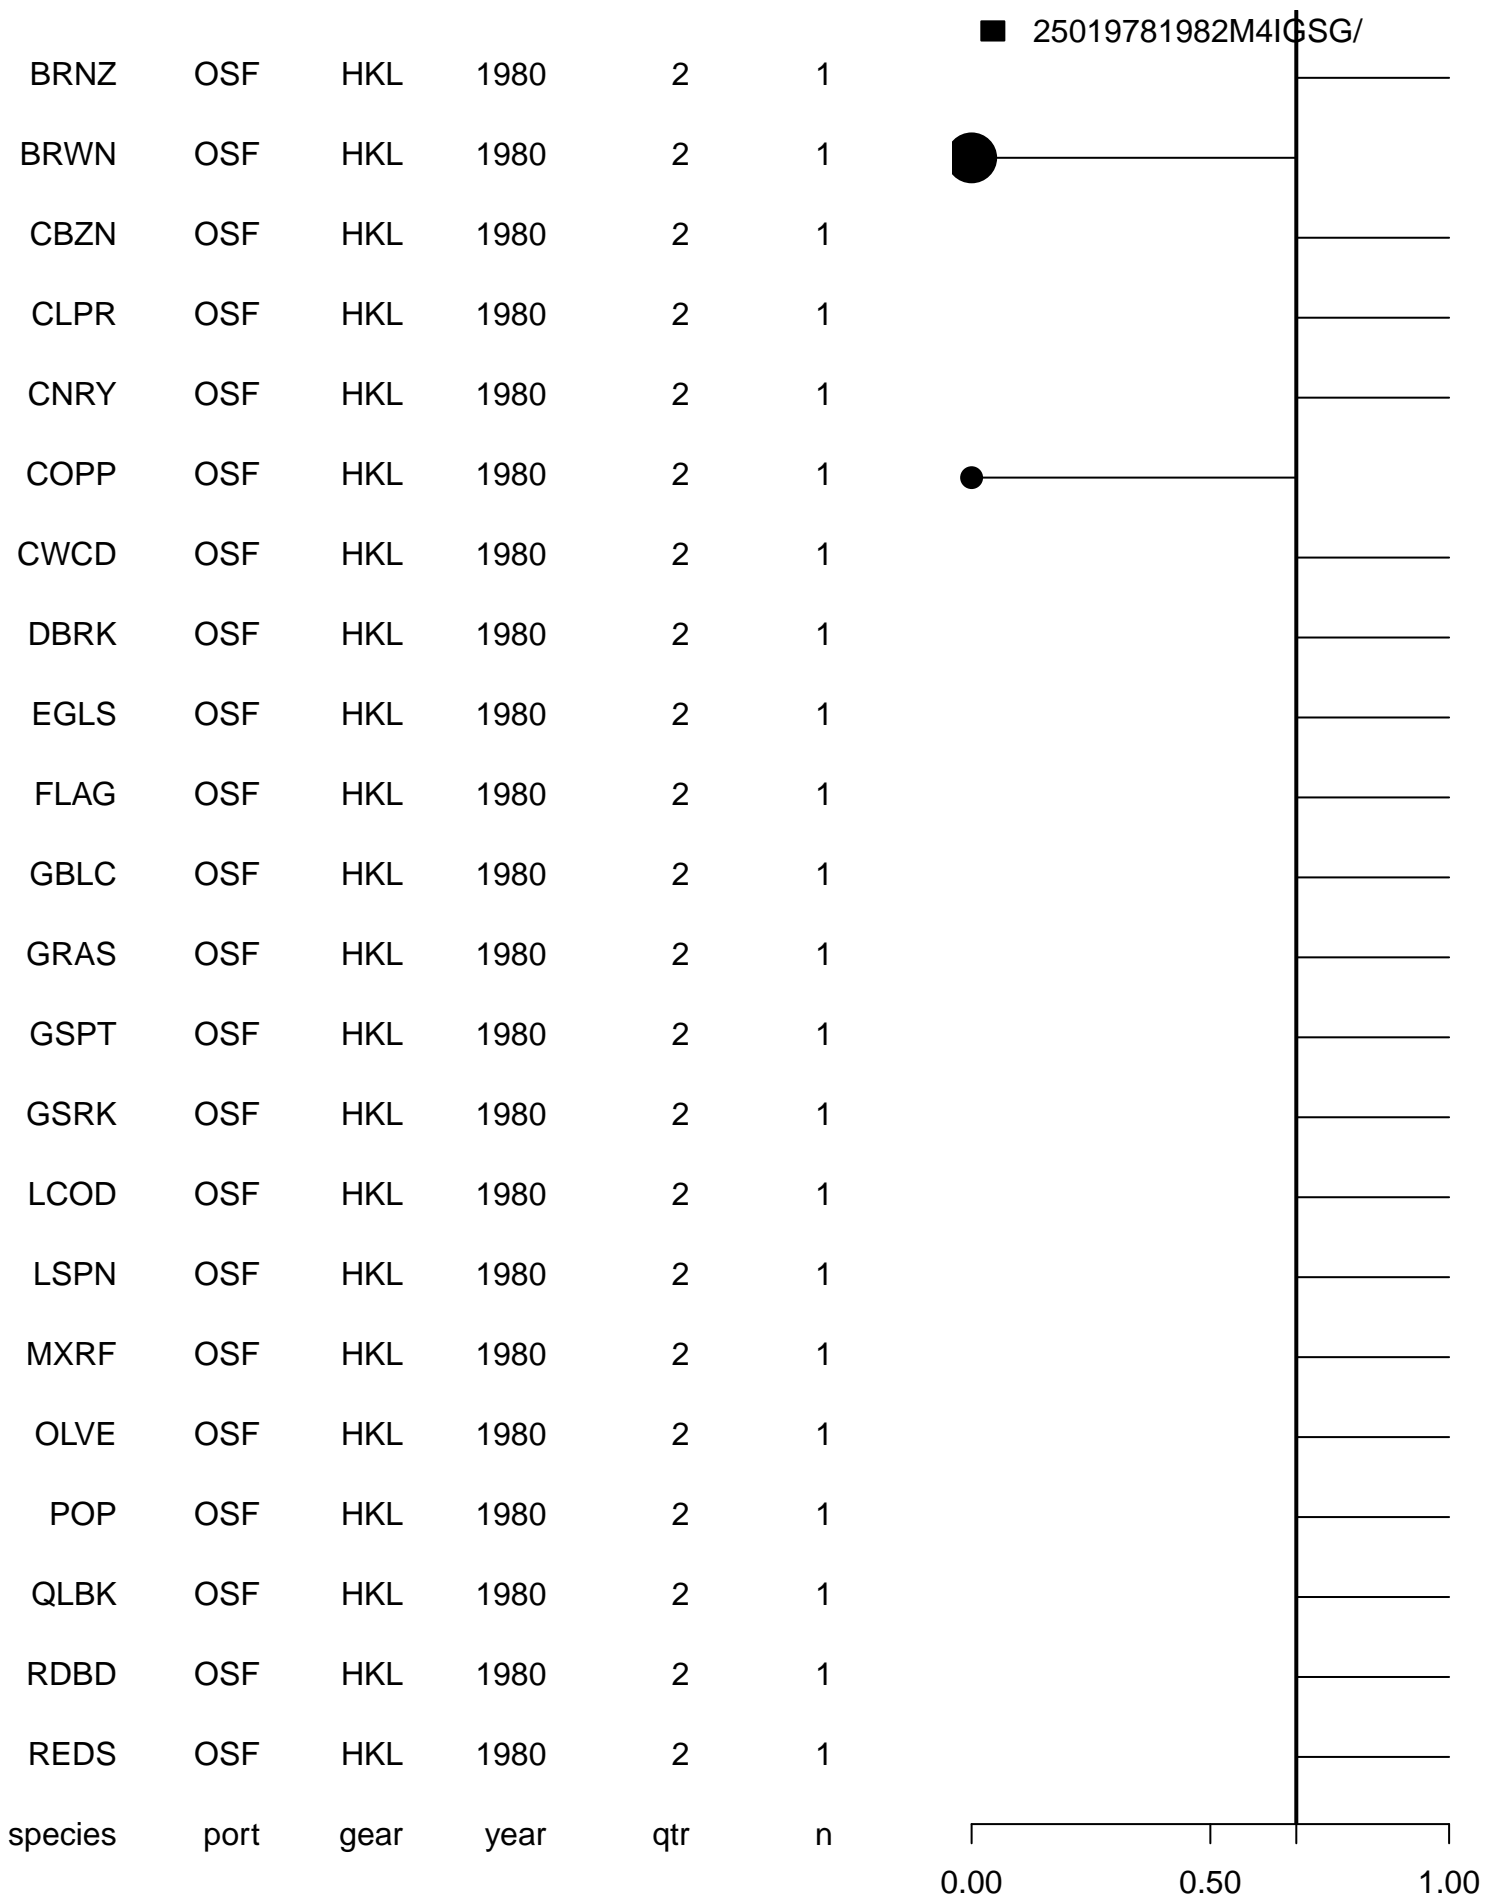 25019781982M4IGSG/
BRNZ OSF HKL 1980 2 1
BRWN OSF HKL 1980 2 1
CBZN OSF HKL 1980 2 1
CLPR OSF HKL 1980 2 1
CNRY OSF HKL 1980 2 1
COPP OSF HKL 1980 2 1
CWCD OSF HKL 1980 2 1
DBRK OSF HKL 1980 2 1
EGLS OSF HKL 1980 2 1
FLAG OSF HKL 1980 2 1
GBLC OSF HKL 1980 2 1
GRAS OSF HKL 1980 2 1
GSPT OSF HKL 1980 2 1
GSRK OSF HKL 1980 2 1
LCOD OSF HKL 1980 2 1
LSPN OSF HKL 1980 2 1
MXRF OSF HKL 1980 2 1
OLVE OSF HKL 1980 2 1
POP OSF HKL 1980 2 1
QLBK OSF HKL 1980 2 1
RDBD OSF HKL 1980 2 1
REDS OSF HKL 1980 2 1
species port gear year qtr n
0.00 0.50 1.00